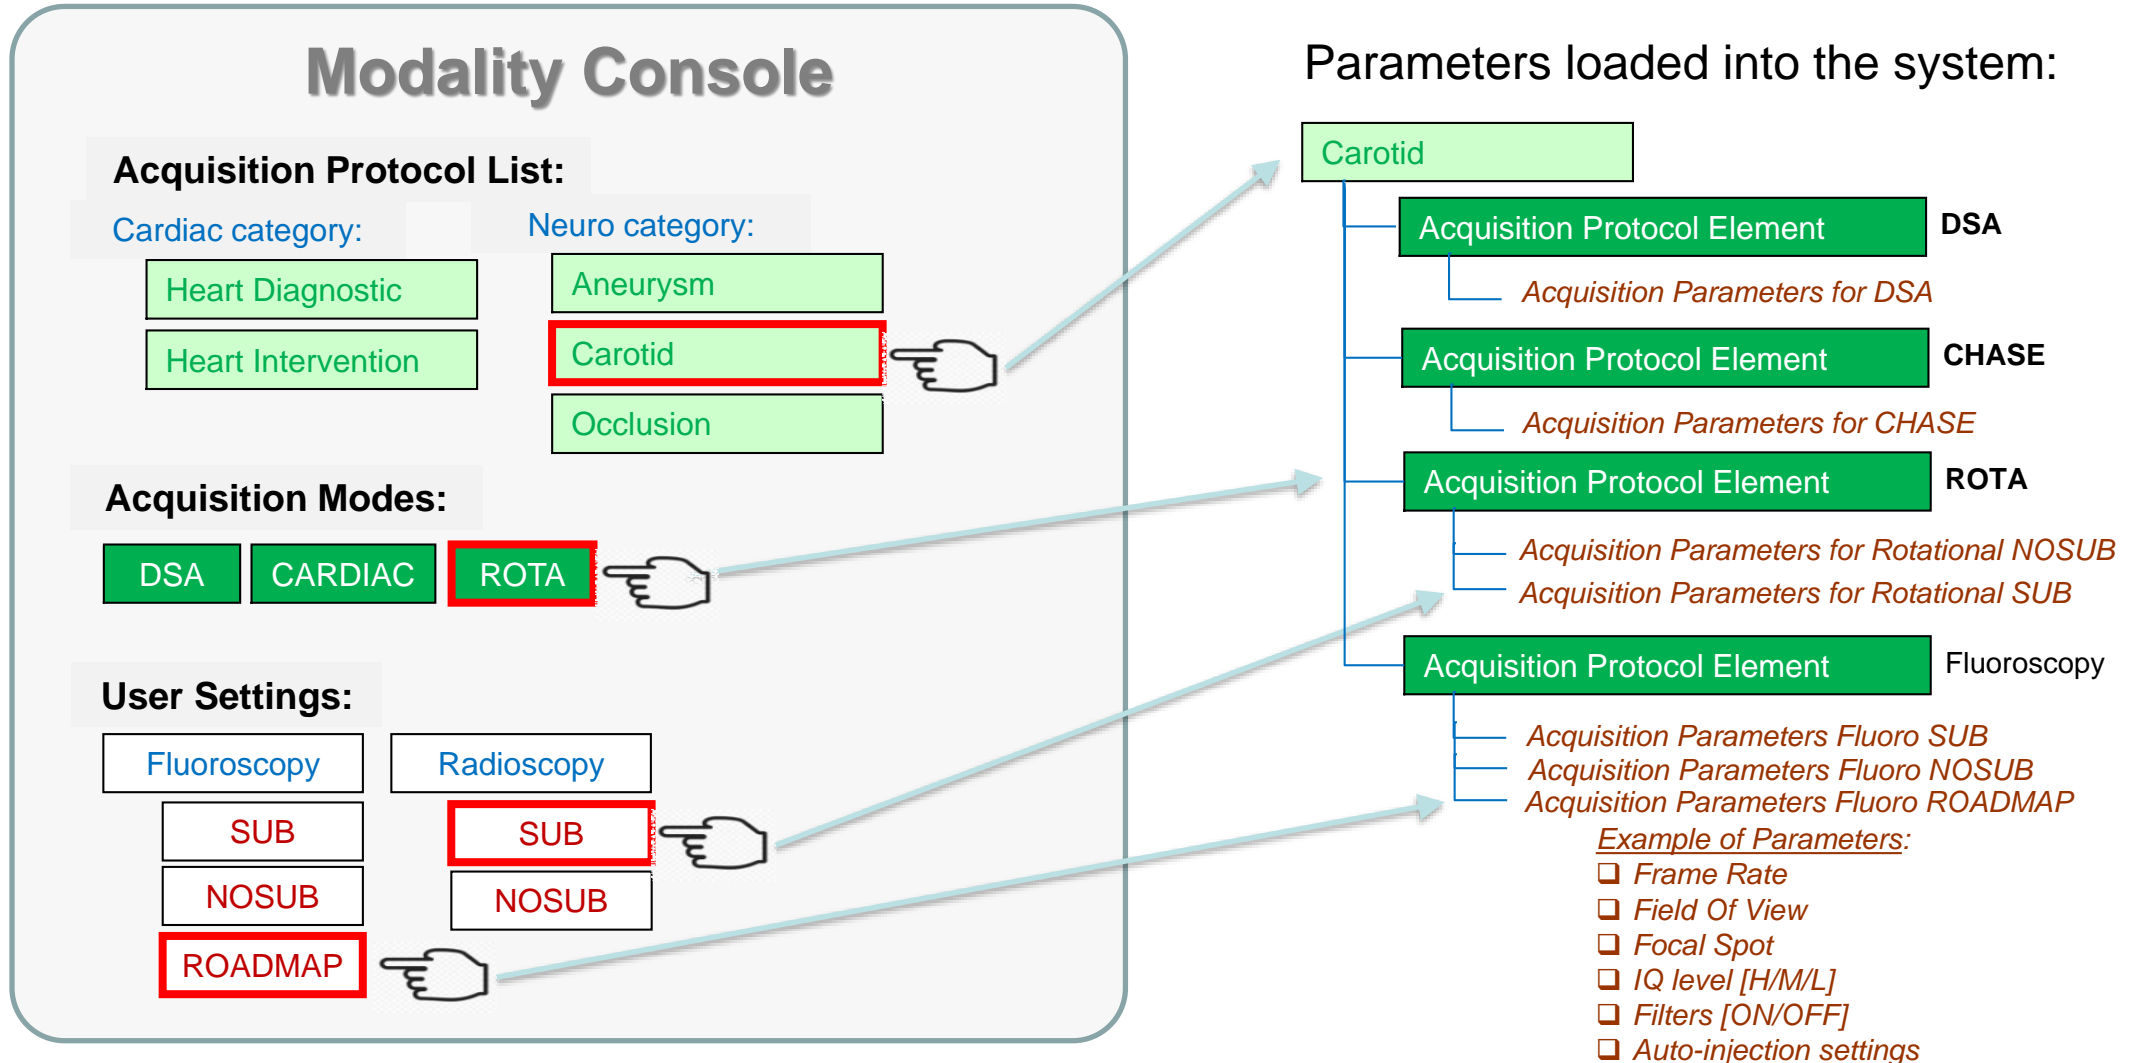 Modality Console
Acquisition Protocol List:
Cardiac category:
Neuro category:
Heart Diagnostic
Heart Intervention
Aneurysm
Carotid
Occlusion
Acquisition Modes:
DSA
CARDIAC
ROTA
User Settings:
Fluoroscopy
SUB
NOSUB
ROADMAP
Radioscopy
SUB
NOSUB
Parameters loaded into the system:
Carotid
Acquisition Protocol Element DSA
Acquisition Parameters for DSA
Acquisition Protocol Element CHASE
Acquisition Parameters for CHASE
Acquisition Protocol Element ROTA
Acquisition Parameters for Rotational NOSUB
Acquisition Parameters for Rotational SUB
Acquisition Protocol Element Fluoroscopy
Acquisition Parameters Fluoro SUB
Acquisition Parameters Fluoro NOSUB
Acquisition Parameters Fluoro ROADMAP
Example of Parameters:
❑ Frame Rate
❑ Field Of View
❑ Focal Spot
❑ IQ level [H/M/L]
❑ Filters [ON/OFF]
❑ Auto-injection settings